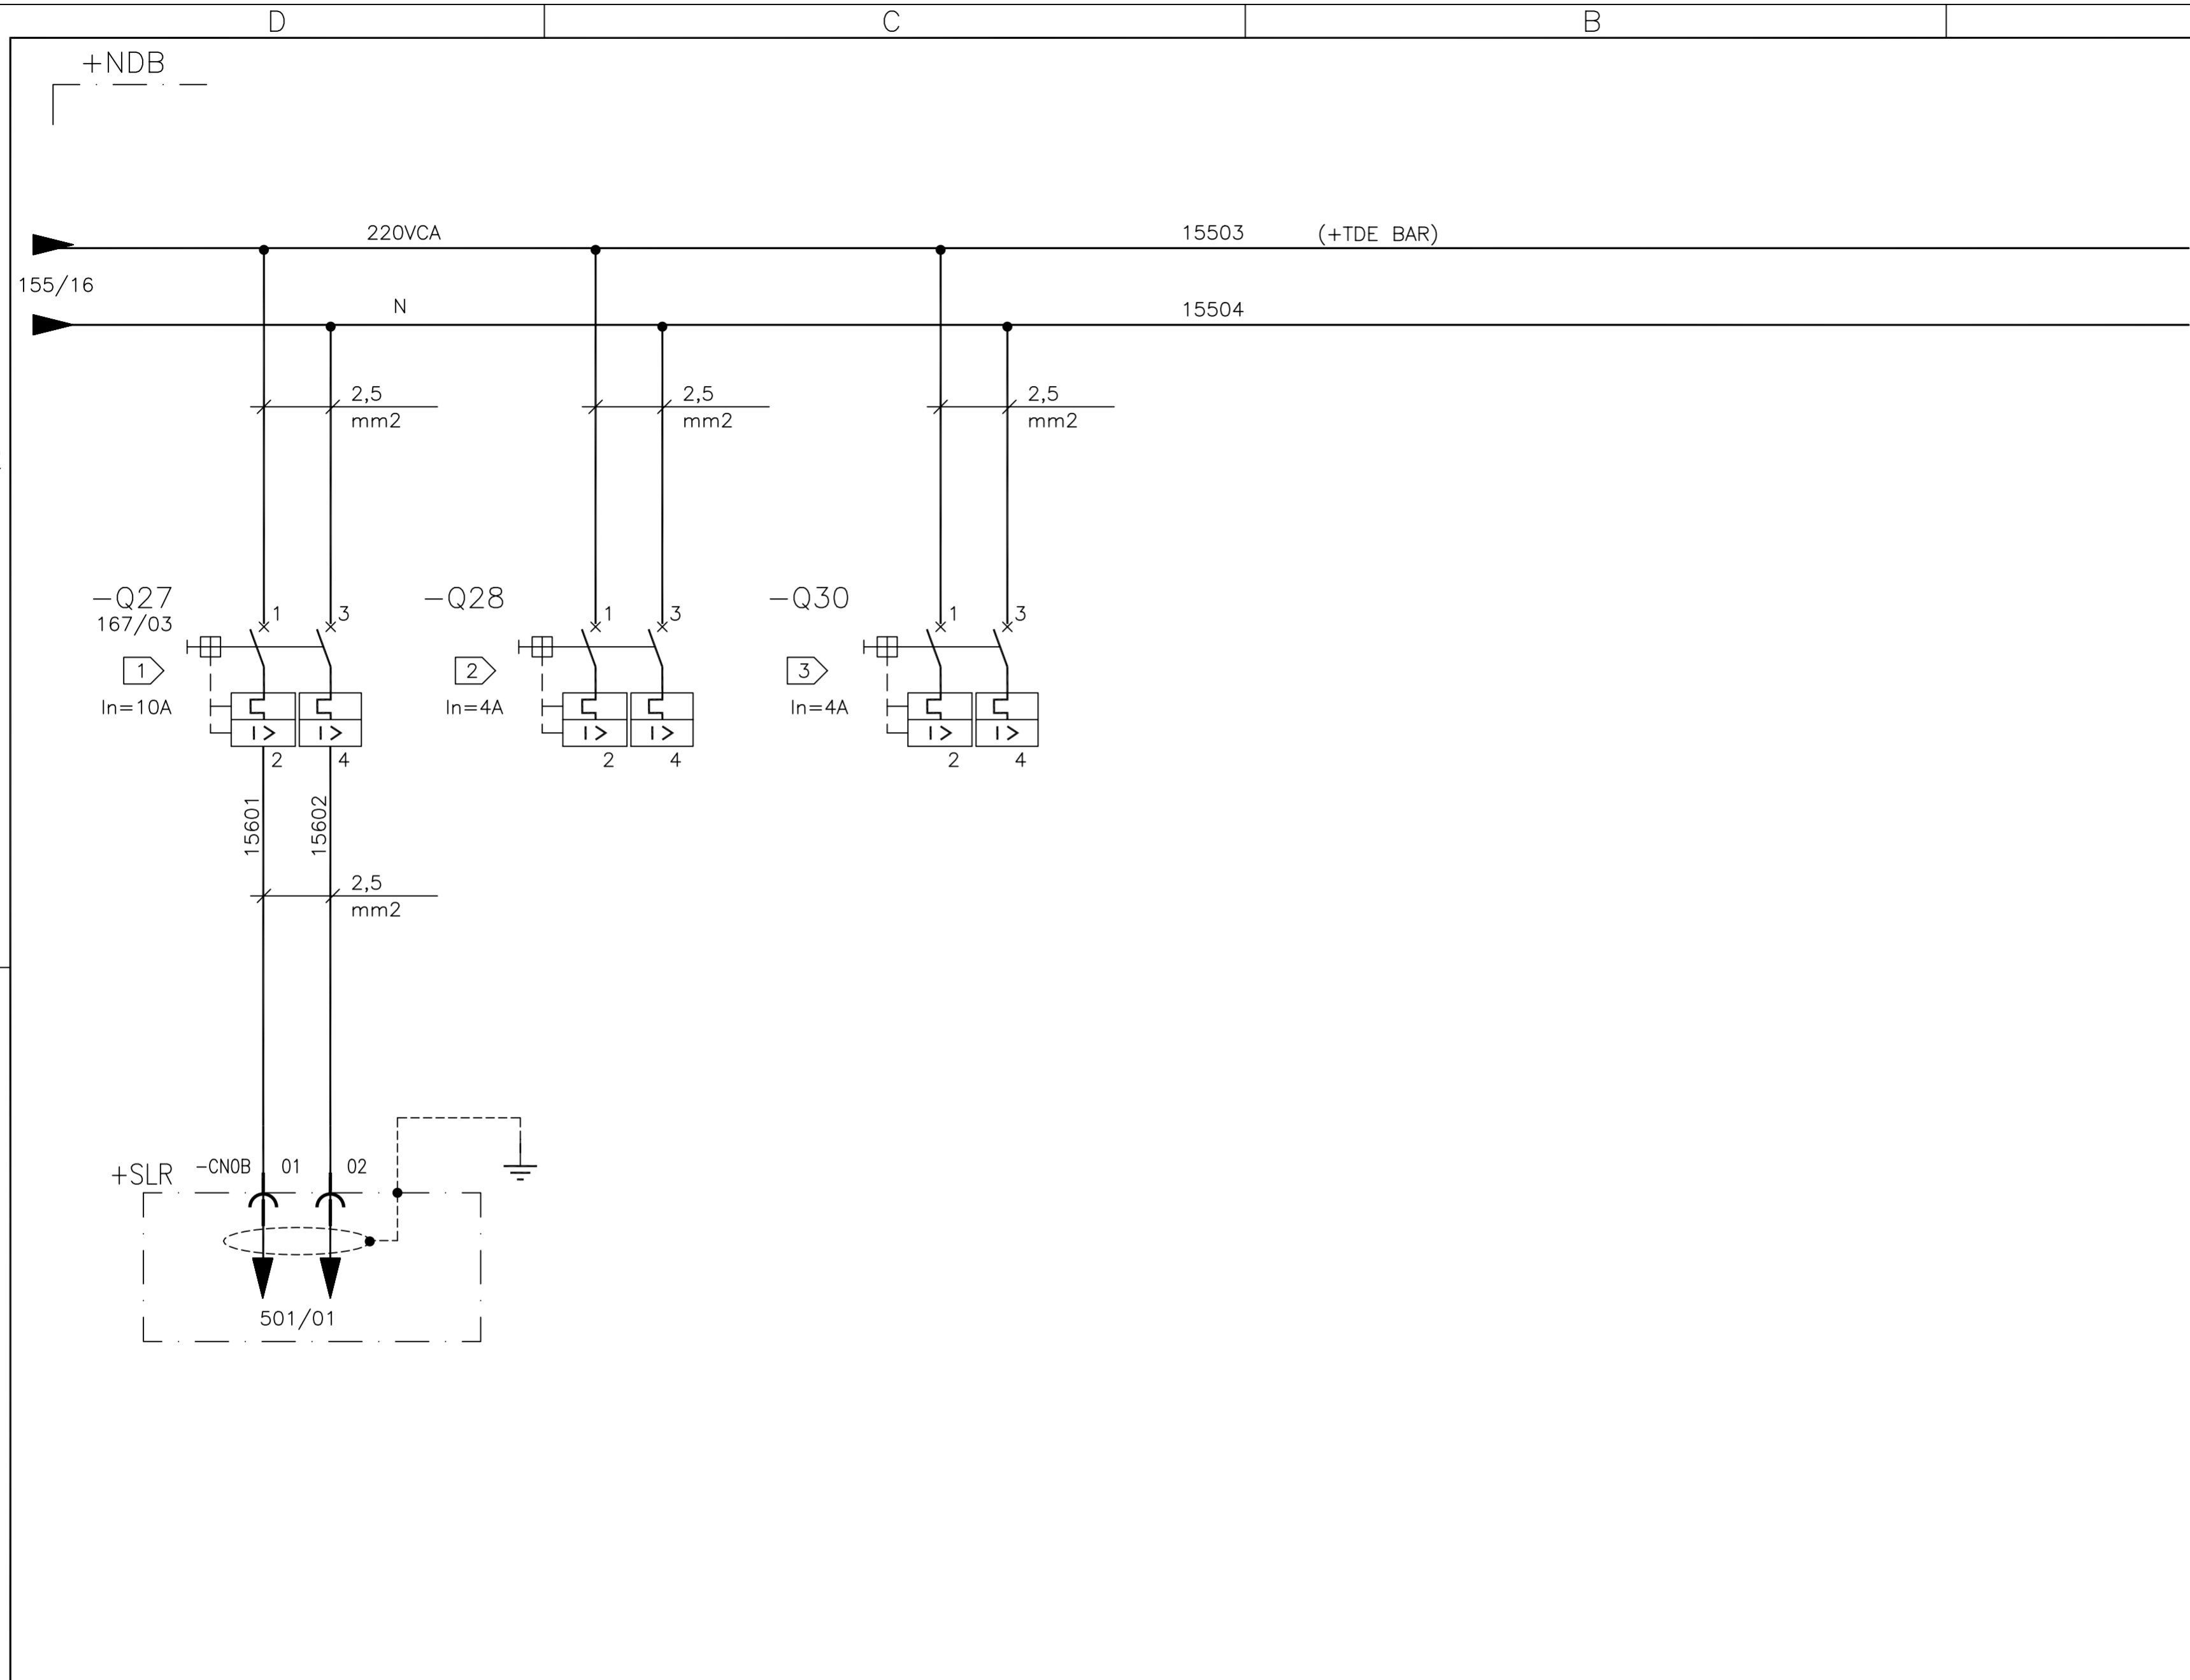 D C B
+NDB
220VCA 15503 (+TDE BAR)
155/16
N 15504
2,5 2,5 2,5
mm2 mm2 mm2
-Q27 -Q28 -Q30
167/03
1 3 1 3 1 3
1 2 3
In=10A In=4A In=4A
I> I> I> I> I> I>
2 4 2 4 2 4
15601 15602
2,5
mm2
+SLR -CN0B 01 02
501/01